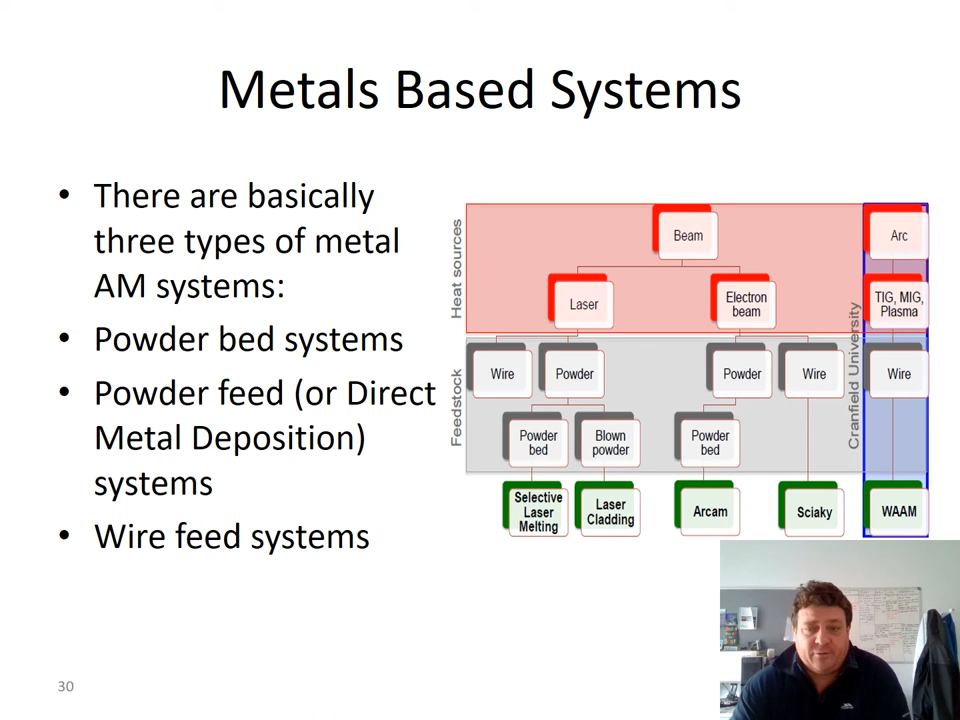 Metals Based Systems
• There are basically
three types of metal
AM systems:
• Powder bed systems
• Powder feed (or Direct
Metal Deposition)
systems
• Wire feed systems
Heat sources
Beam
Arc
Laser
Electron
beam
TIG, MIG,
Plasma
Feedstock
Cranfield University
Wire
Powder
Powder
Wire
Wire
Powder
bed
Blown
powder
Powder
bed
Selective
Laser
Melting
Laser
Cladding
Arcam
Sciaky
WAAM
30